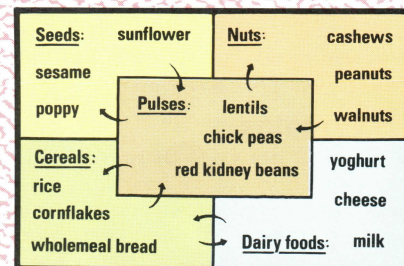 Seeds: sunflower
sesame
poppy
Nuts: cashews
peanuts
walnuts
Pulses: lentils
chick peas
red kidney beans
Cereals:
rice
cornflakes
wholemeal bread
yoghurt
cheese
Dairy foods: milk